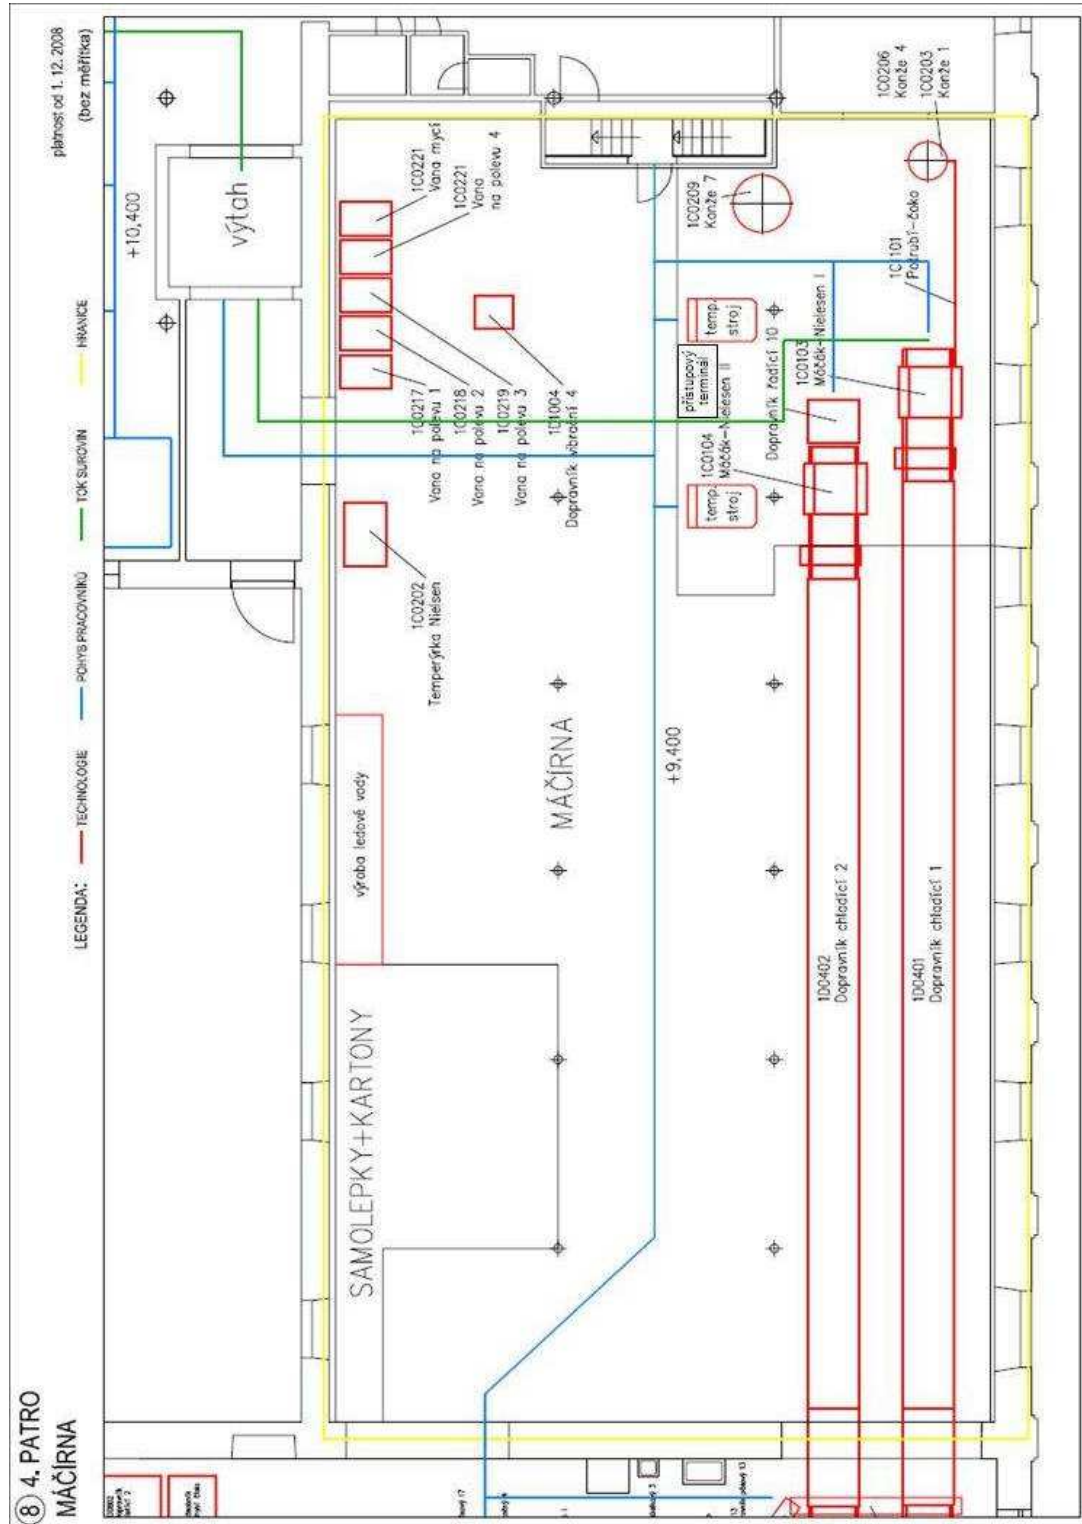 8 4. PATRO
MÁČÍRNA
LEGENDA:
TECHNOLOGIE
POHYB PRACOVNÍKŮ
TOK SUROVIN
HRANICE
platnost od 1. 12. 2008
(bez měřítka)
+10,400
výtah
1C0221
Vana mycí
1C0221
Vana
na polevu 4
1C0217
Vana na polevu 1
1C0218
Vana na polevu 2
1C0219
Vana na polevu 3
1D1004
Dopravník vibrační 4
1C0202
Temperýrka Nielsen
výroba ledové vody
SAMOLEPKY+KARTONY
MÁČÍRNA
+9,400
1C0209
Konže 7
1C0206
Konže 4
1C0203
Konže 1
temp.
stroj
temp.
stroj
přístupový
terminál
Dopravník řadící 10
1C0104
Máčák-Nielesen II
1C0103
Máčák-Nielesen I
1C1101
Potrubí-čoko
1D0402
Dopravník chladící 2
1D0401
Dopravník chladící 1